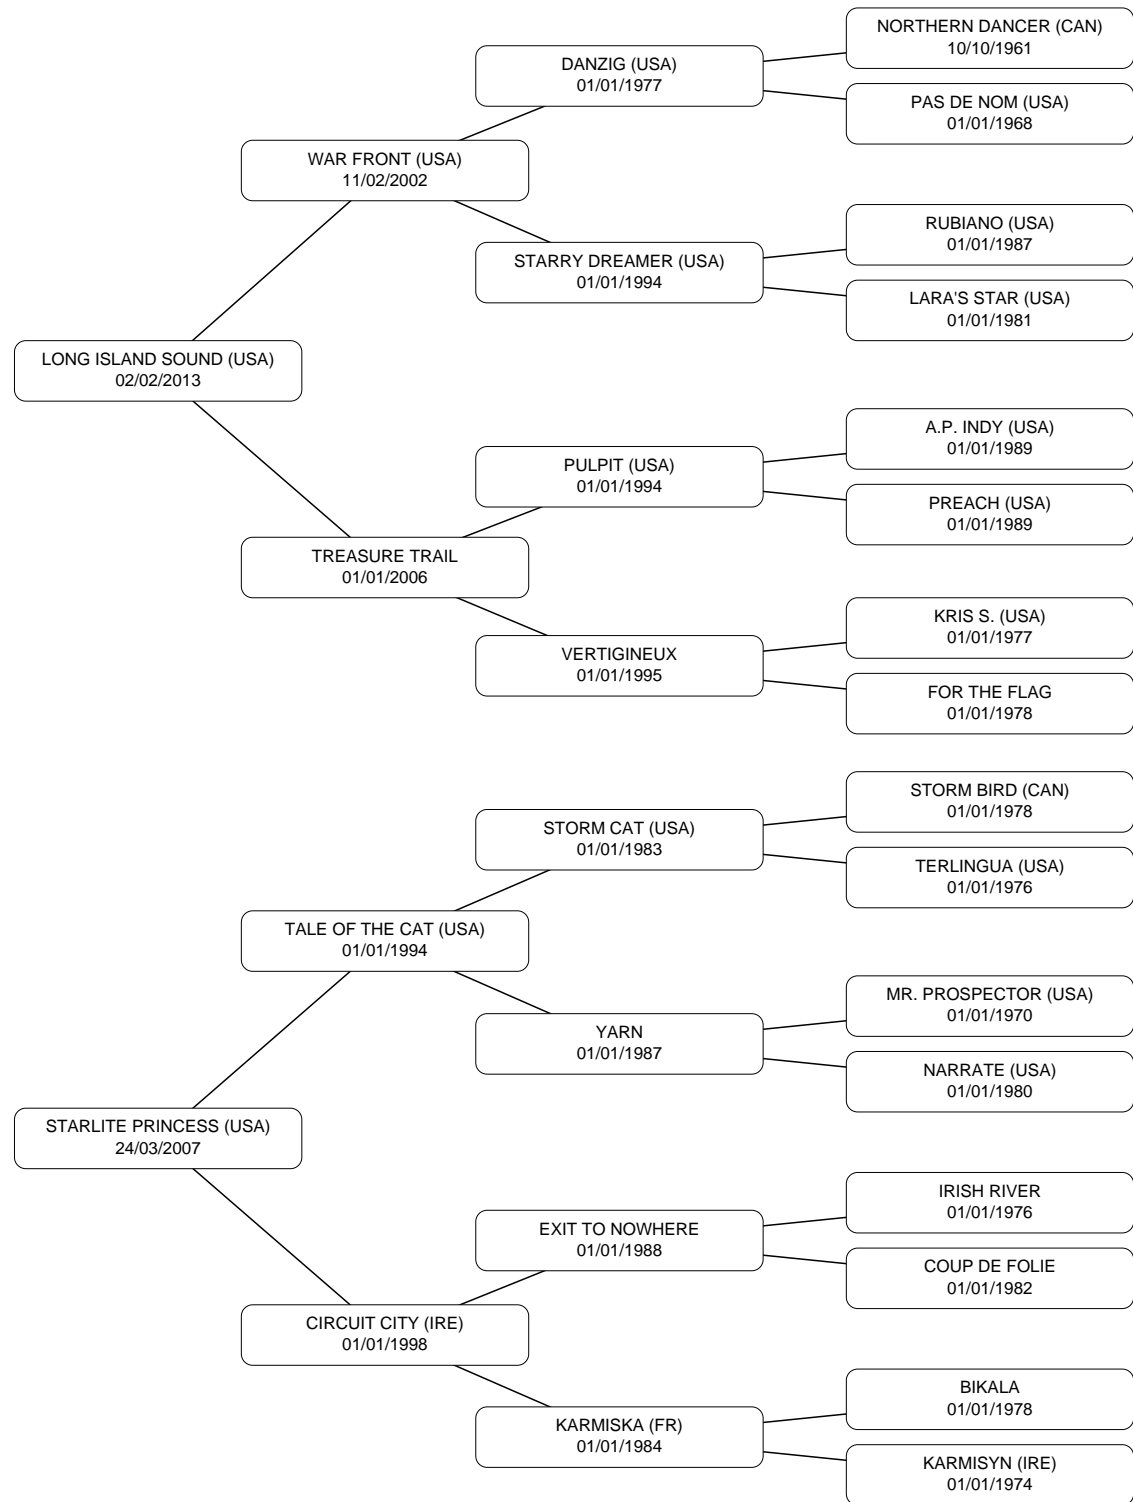 NORTHERN DANCER (CAN)
10/10/1961
DANZIG (USA)
01/01/1977
PAS DE NOM (USA)
01/01/1968
WAR FRONT (USA)
11/02/2002
RUBIANO (USA)
01/01/1987
STARRY DREAMER (USA)
01/01/1994
LARA'S STAR (USA)
01/01/1981
LONG ISLAND SOUND (USA)
02/02/2013
A.P. INDY (USA)
01/01/1989
PULPIT (USA)
01/01/1994
PREACH (USA)
01/01/1989
TREASURE TRAIL
01/01/2006
KRIS S. (USA)
01/01/1977
VERTIGINEUX
01/01/1995
FOR THE FLAG
01/01/1978
STORM BIRD (CAN)
01/01/1978
STORM CAT (USA)
01/01/1983
TERLINGUA (USA)
01/01/1976
TALE OF THE CAT (USA)
01/01/1994
MR. PROSPECTOR (USA)
01/01/1970
YARN
01/01/1987
NARRATE (USA)
01/01/1980
STARLITE PRINCESS (USA)
24/03/2007
IRISH RIVER
01/01/1976
EXIT TO NOWHERE
01/01/1988
COUP DE FOLIE
01/01/1982
CIRCUIT CITY (IRE)
01/01/1998
BIKALA
01/01/1978
KARMISKA (FR)
01/01/1984
KARMISYN (IRE)
01/01/1974